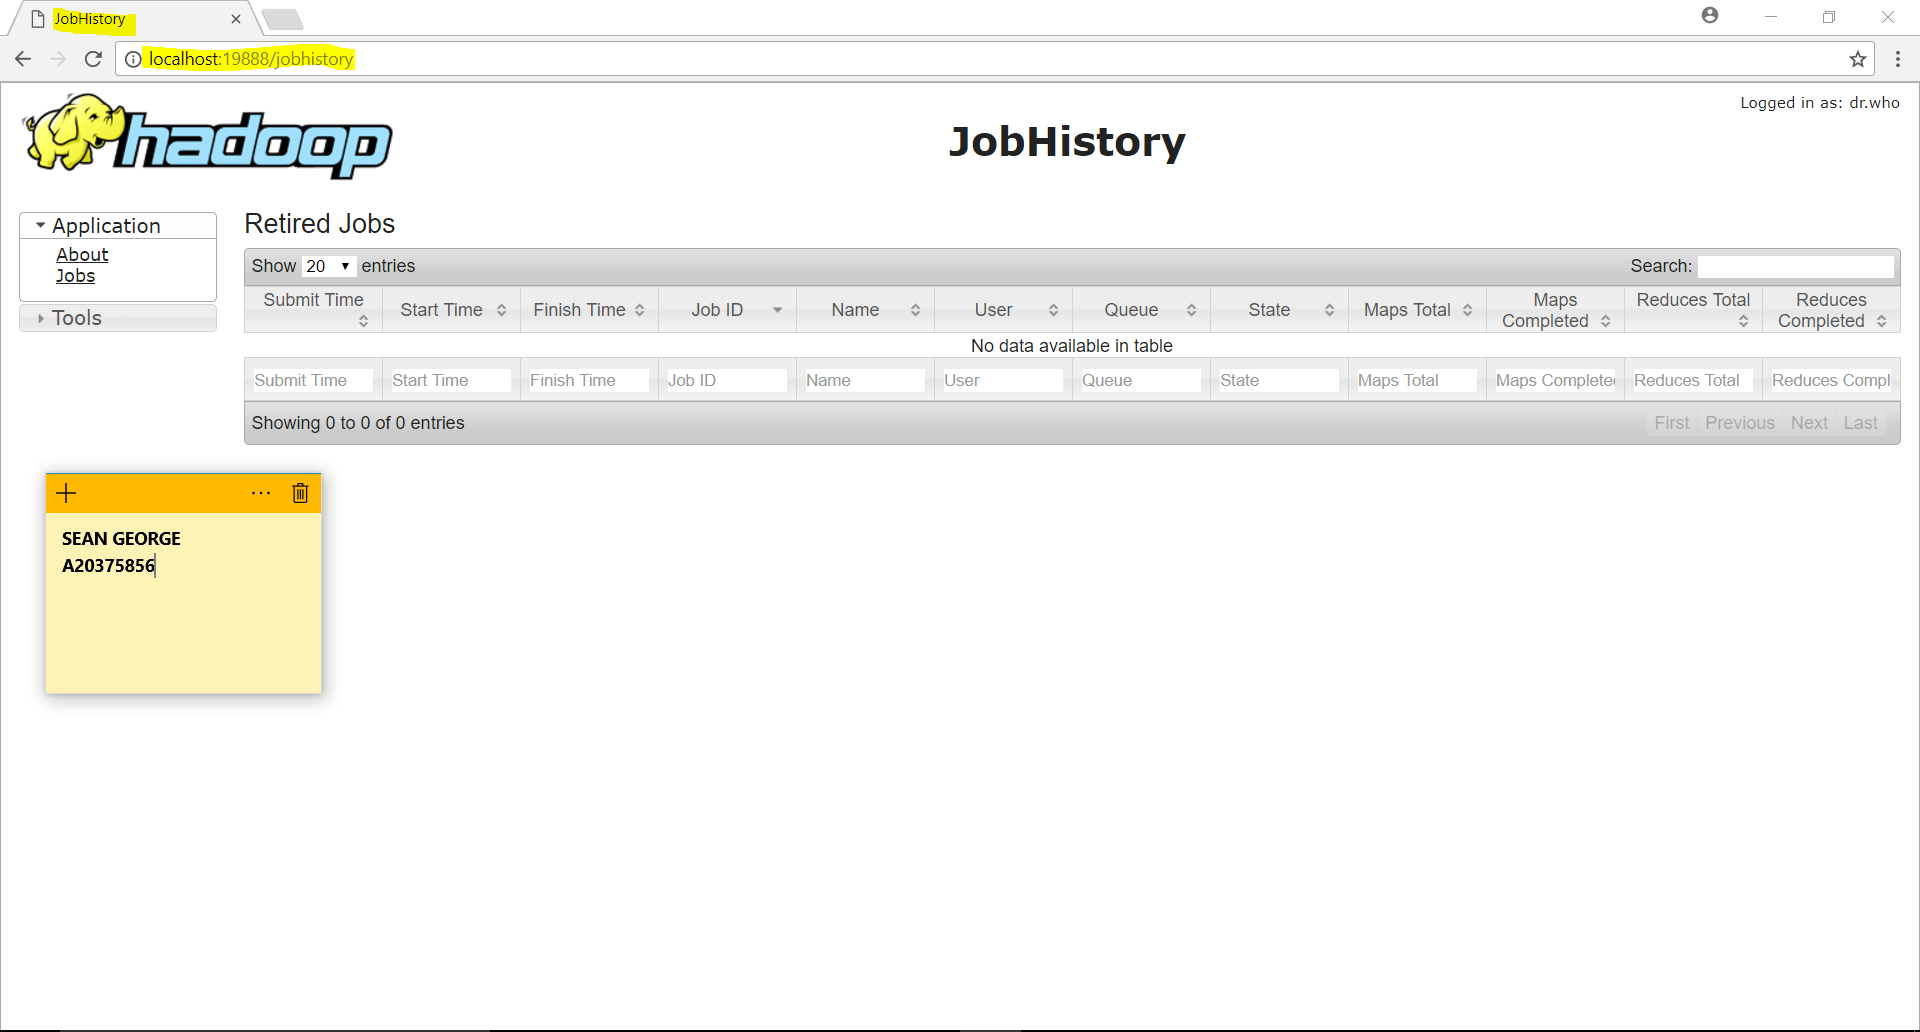 JobHistory
localhost:19888/jobhistory
Logged in as: dr.who
hadoop
JobHistory
Application
About
Jobs
Tools
Retired Jobs
Show 20 entries
Search:
Submit Time Start Time Finish Time Job ID Name User Queue State Maps Total Maps Completed Reduces Total Reduces Completed
No data available in table
Submit Time Start Time Finish Time Job ID Name User Queue State Maps Total Maps Complete Reduces Total Reduces Compl
Showing 0 to 0 of 0 entries
First Previous Next Last
SEAN GEORGE
A20375856